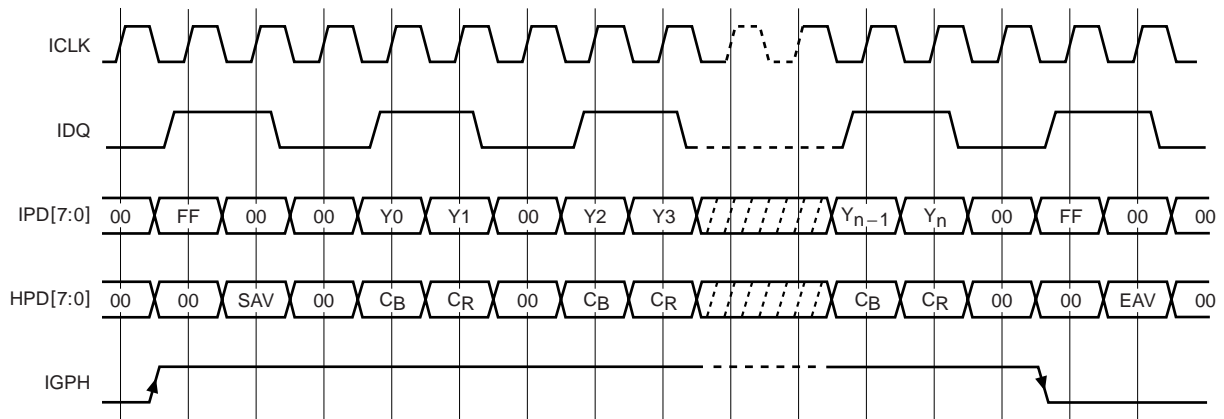 ICLK
IDQ
IPD[7:0] 00 FF 00 00 Y0 Y1 00 Y2 Y3 Yn−1 Yn 00 FF 00 00
HPD[7:0] 00 00 SAV 00 CB CR 00 CB CR CB CR 00 00 EAV 00
IGPH